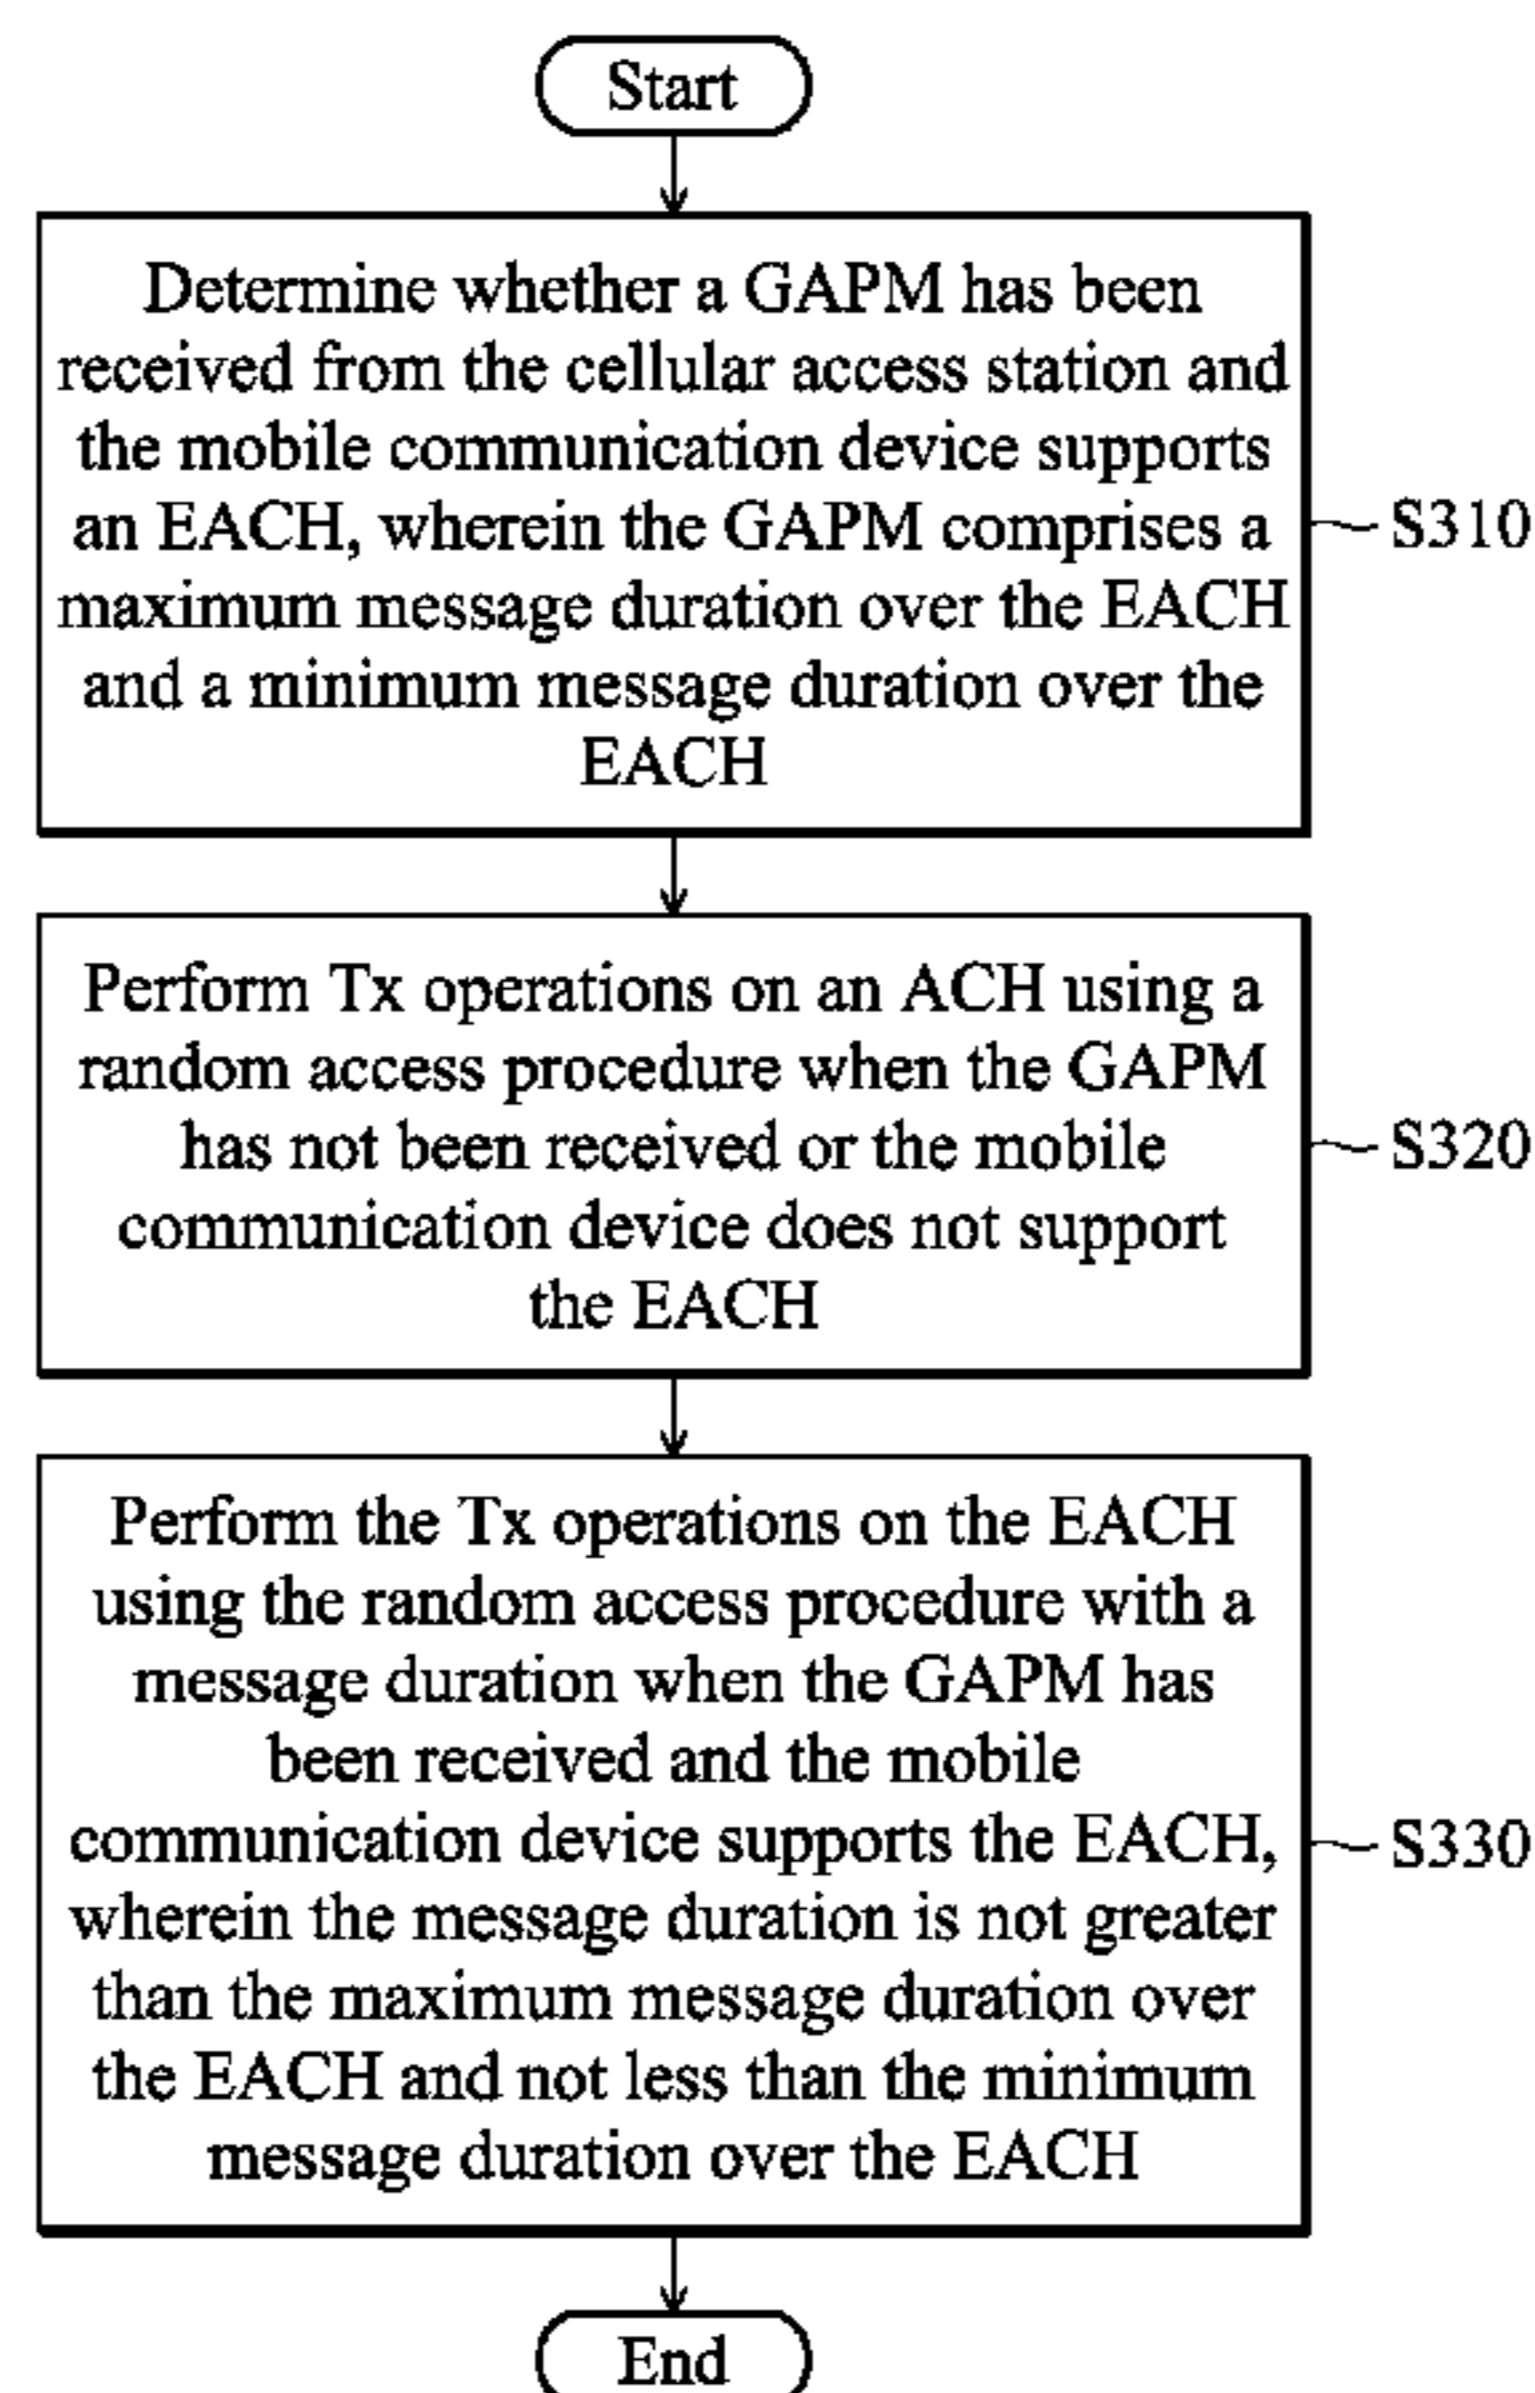 Start
Determine whether a GAPM has been
received from the cellular access station and
the mobile communication device supports
an EACH, wherein the GAPM comprises a
maximum message duration over the EACH
and a minimum message duration over the
EACH
S310
Perform Tx operations on an ACH using a
random access procedure when the GAPM
has not been received or the mobile
communication device does not support
the EACH
S320
Perform the Tx operations on the EACH
using the random access procedure with a
message duration when the GAPM has
been received and the mobile
communication device supports the EACH,
wherein the message duration is not greater
than the maximum message duration over
the EACH and not less than the minimum
message duration over the EACH
S330
End